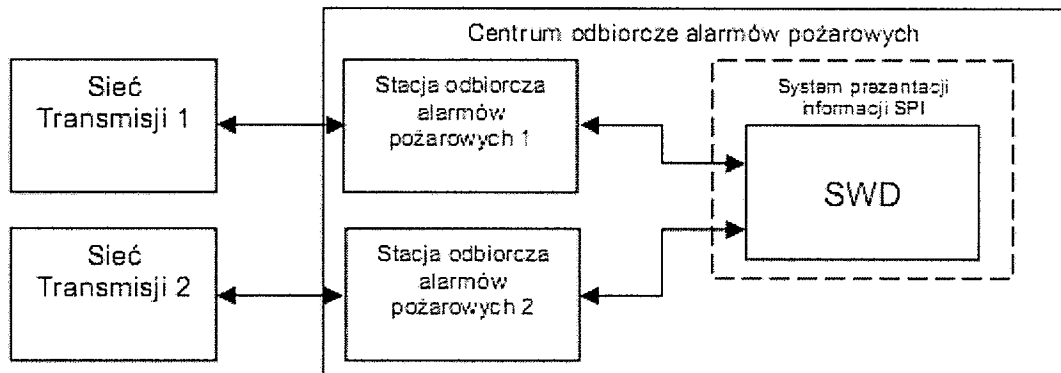 Centrum odbiorcze alarmów pożarowych
Sieć
Transmisji 1
Stacja odbiorcza
alarmów
pożarowych 1
System prezentacji
informacji SPI
SWD
Sieć
Transmisji 2
Stacja odbiorcza
alarmów
pożarowych 2